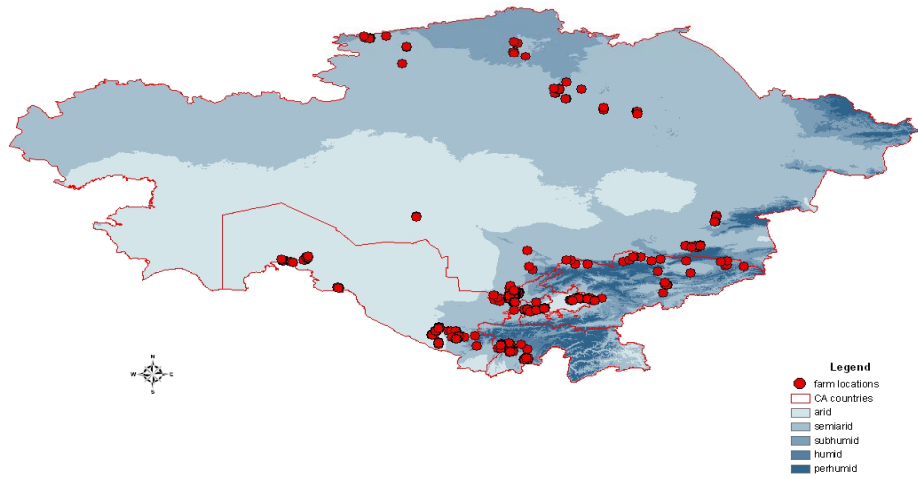 N
W E
S
Legend
farm locations
CA countries
arid
semiarid
subhumid
humid
perhumid